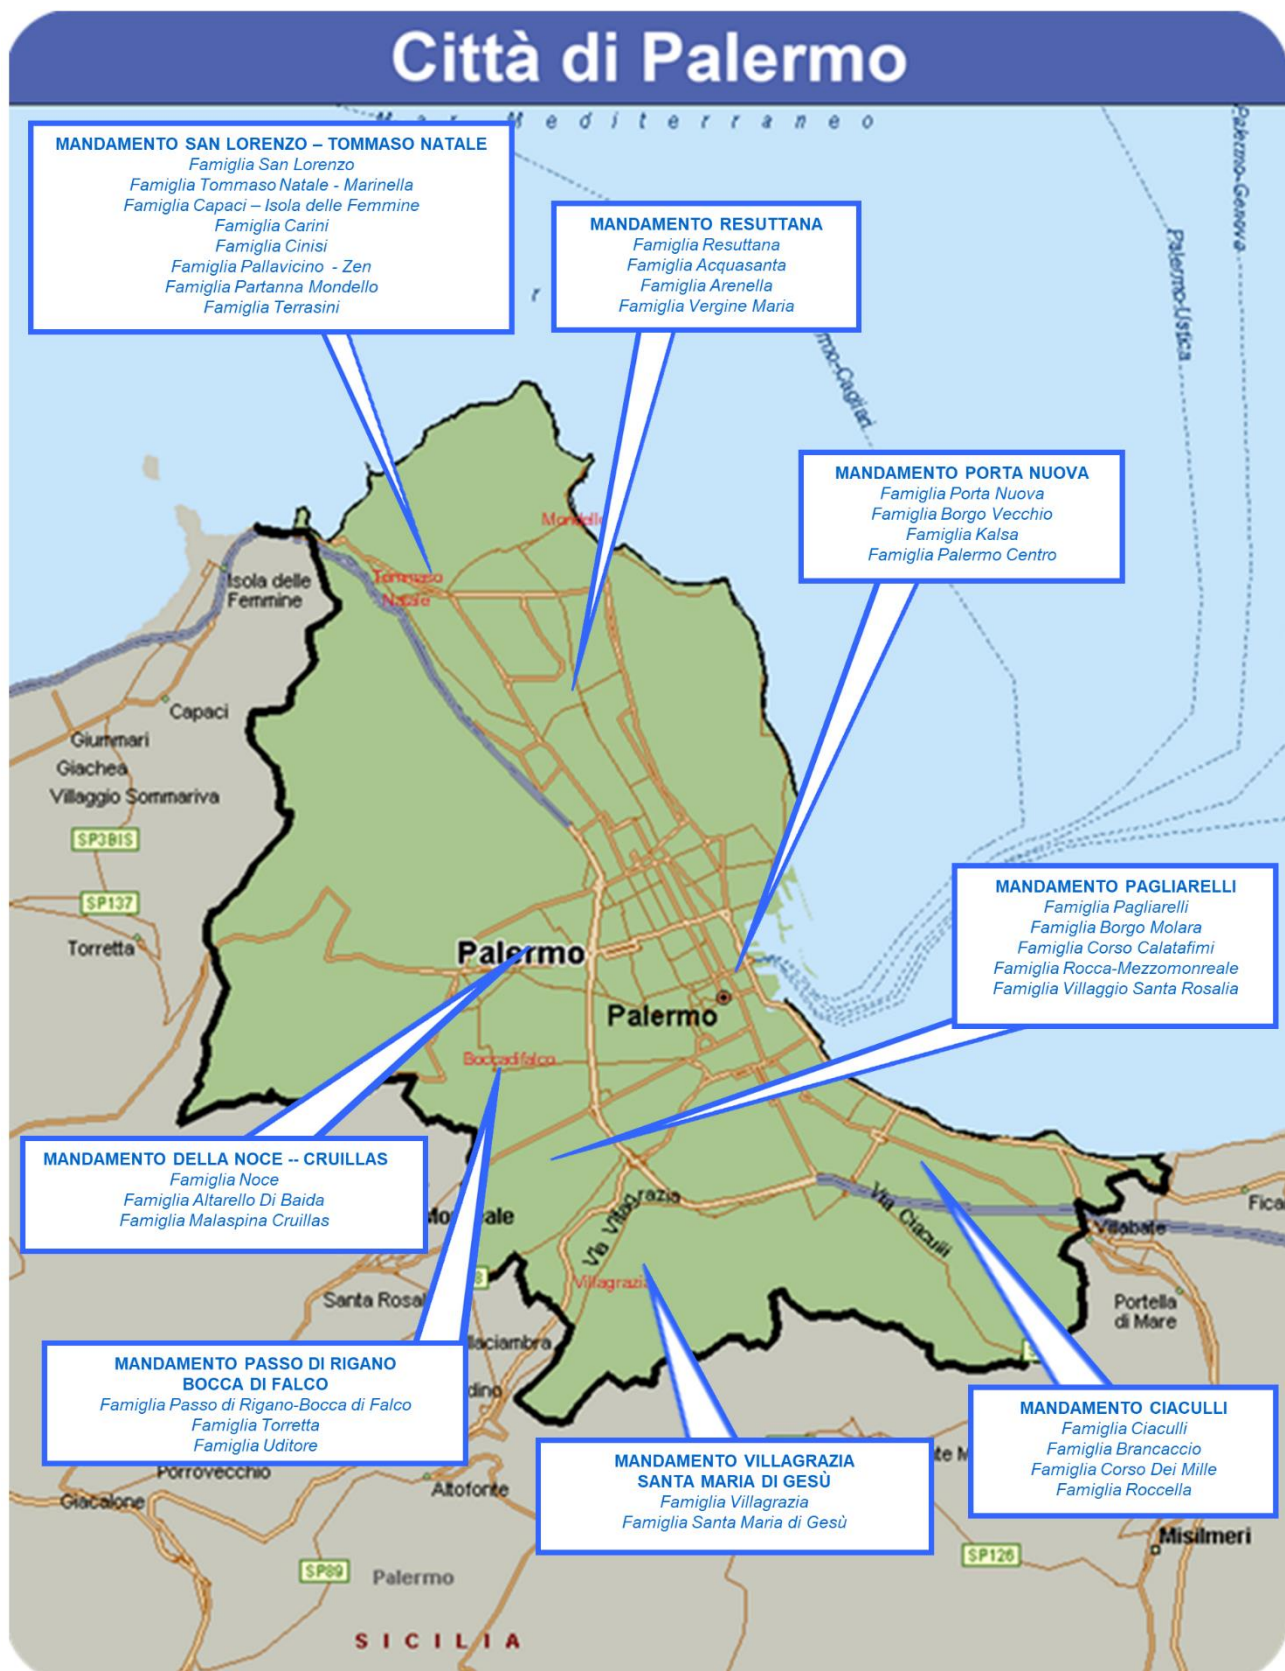 Città di Palermo
Mar Mediterraneo
MANDAMENTO SAN LORENZO – TOMMASO NATALE
Famiglia San Lorenzo
Famiglia Tommaso Natale - Marinella
Famiglia Capaci – Isola delle Femmine
Famiglia Carini
Famiglia Cinisi
Famiglia Pallavicino - Zen
Famiglia Partanna Mondello
Famiglia Terrasini
MANDAMENTO RESUTTANA
Famiglia Resuttana
Famiglia Acquasanta
Famiglia Arenella
Famiglia Vergine Maria
Palermo-Genova
Palermo-Ustica
MANDAMENTO PORTA NUOVA
Famiglia Porta Nuova
Famiglia Borgo Vecchio
Famiglia Kalsa
Famiglia Palermo Centro
Mondello
Tommaso
Natale
Isola delle
Femmine
Capaci
Giummari
Giachea
Villaggio Sommariva
SP3BIS
SP137
Torretta
Palermo
Palermo
Boccadifalco
MANDAMENTO PAGLIARELLI
Famiglia Pagliarelli
Famiglia Borgo Molara
Famiglia Corso Calatafimi
Famiglia Rocca-Mezzomonreale
Famiglia Villaggio Santa Rosalia
MANDAMENTO DELLA NOCE -- CRUILLAS
Famiglia Noce
Famiglia Altarello Di Baida
Famiglia Malaspina Cruillas
Via Villagrazia
Via Ciaculli
Villagrazia
Villabate
Portella
di Mare
MANDAMENTO PASSO DI RIGANO
BOCCA DI FALCO
Famiglia Passo di Rigano-Bocca di Falco
Famiglia Torretta
Famiglia Uditore
MANDAMENTO VILLAGRAZIA
SANTA MARIA DI GESÙ
Famiglia Villagrazia
Famiglia Santa Maria di Gesù
MANDAMENTO CIACULLI
Famiglia Ciaculli
Famiglia Brancaccio
Famiglia Corso Dei Mille
Famiglia Roccella
Porrovecchio
Giacalone
Altofonte
SP89
Palermo
SP126
Misilmeri
SICILIA